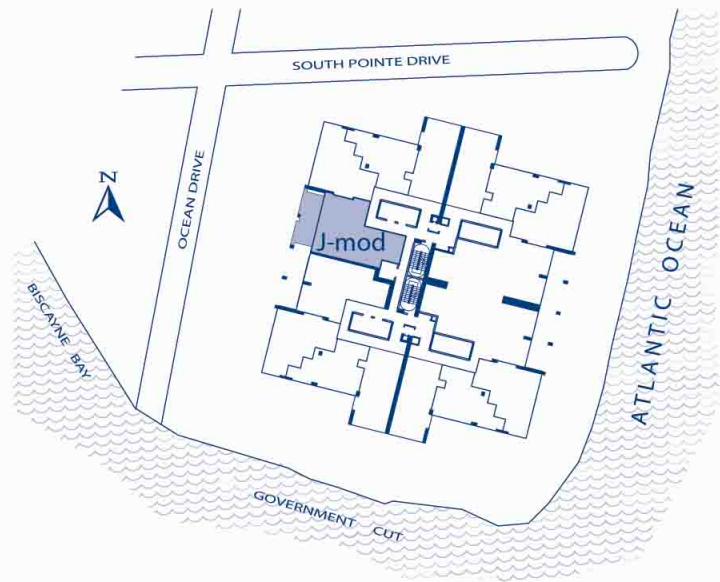 SOUTH POINTE DRIVE
N
OCEAN DRIVE
J-mod
ATLANTIC OCEAN
BISCAYNE BAY
GOVERNMENT CUT